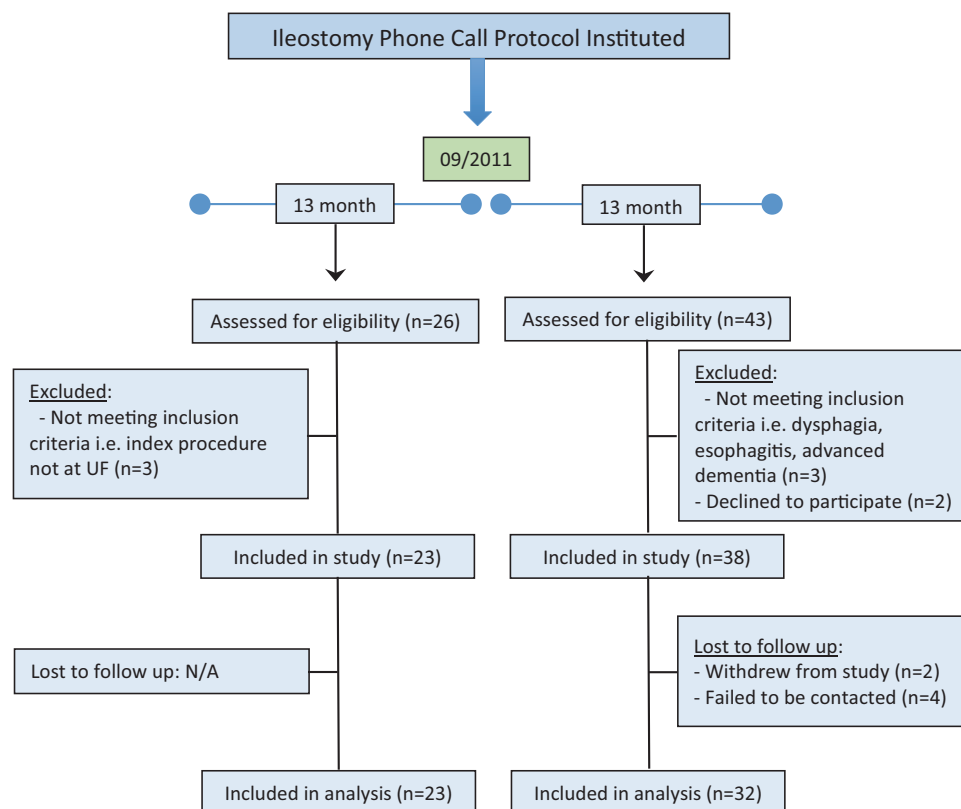 Ileostomy Phone Call Protocol Instituted
09/2011
13 month
13 month
Assessed for eligibility (n=26)
Assessed for eligibility (n=43)
Excluded:
- Not meeting inclusion
criteria i.e. index procedure
not at UF (n=3)
Excluded:
- Not meeting inclusion
criteria i.e. dysphagia,
esophagitis, advanced
dementia (n=3)
- Declined to participate (n=2)
Included in study (n=23)
Included in study (n=38)
Lost to follow up: N/A
Lost to follow up:
- Withdrew from study (n=2)
- Failed to be contacted (n=4)
Included in analysis (n=23)
Included in analysis (n=32)